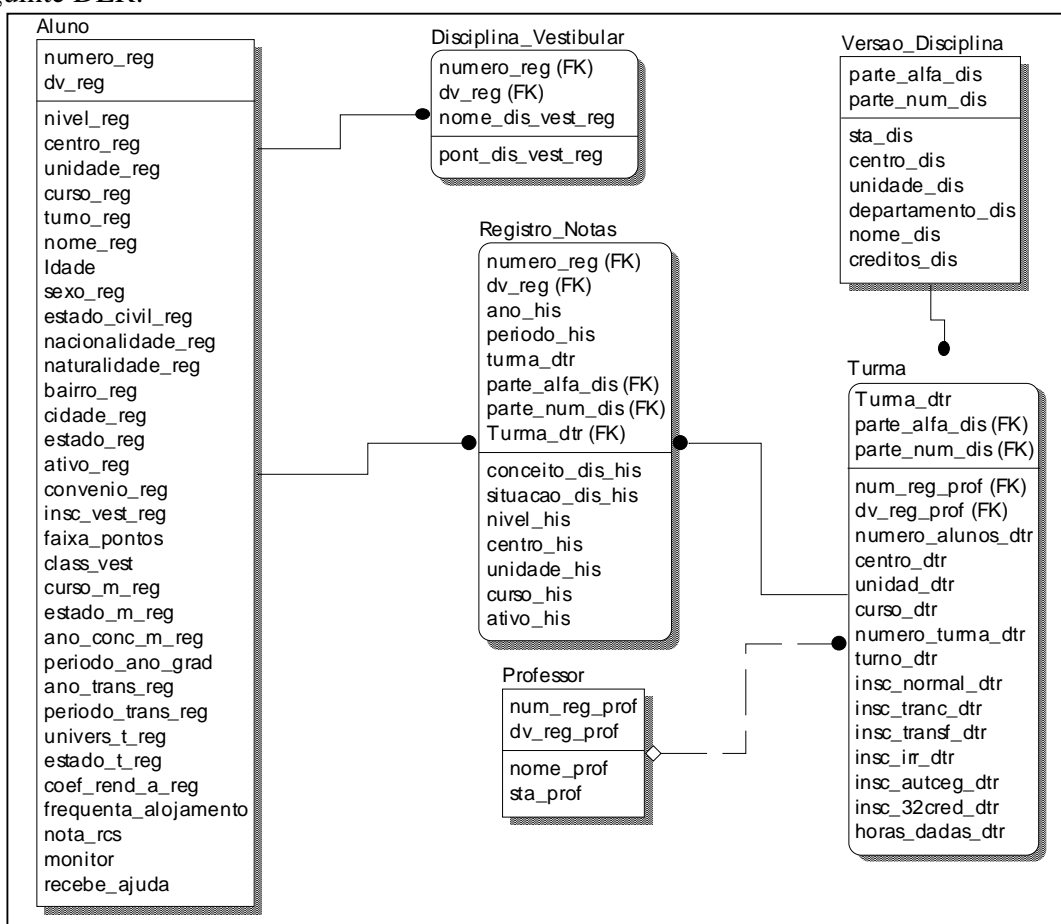 guinte DER:
Aluno
numero_reg
dv_reg
nivel_reg
centro_reg
unidade_reg
curso_reg
turno_reg
nome_reg
Idade
sexo_reg
estado_civil_reg
nacionalidade_reg
naturalidade_reg
bairro_reg
cidade_reg
estado_reg
ativo_reg
convenio_reg
insc_vest_reg
faixa_pontos
class_vest
curso_m_reg
estado_m_reg
ano_conc_m_reg
periodo_ano_grad
ano_trans_reg
periodo_trans_reg
univers_t_reg
estado_t_reg
coef_rend_a_reg
frequenta_alojamento
nota_rcs
monitor
recebe_ajuda
Disciplina_Vestibular
numero_reg (FK)
dv_reg (FK)
nome_dis_vest_reg
pont_dis_vest_reg
Registro_Notas
numero_reg (FK)
dv_reg (FK)
ano_his
periodo_his
turma_dtr
parte_alfa_dis (FK)
parte_num_dis (FK)
Turma_dtr (FK)
conceito_dis_his
situacao_dis_his
nivel_his
centro_his
unidade_his
curso_his
ativo_his
Professor
num_reg_prof
dv_reg_prof
nome_prof
sta_prof
Versao_Disciplina
parte_alfa_dis
parte_num_dis
sta_dis
centro_dis
unidade_dis
departamento_dis
nome_dis
creditos_dis
Turma
Turma_dtr
parte_alfa_dis (FK)
parte_num_dis (FK)
num_reg_prof (FK)
dv_reg_prof (FK)
numero_alunos_dtr
centro_dtr
unidad_dtr
curso_dtr
numero_turma_dtr
turno_dtr
insc_normal_dtr
insc_tranc_dtr
insc_transf_dtr
insc_irr_dtr
insc_autceg_dtr
insc_32cred_dtr
horas_dadas_dtr